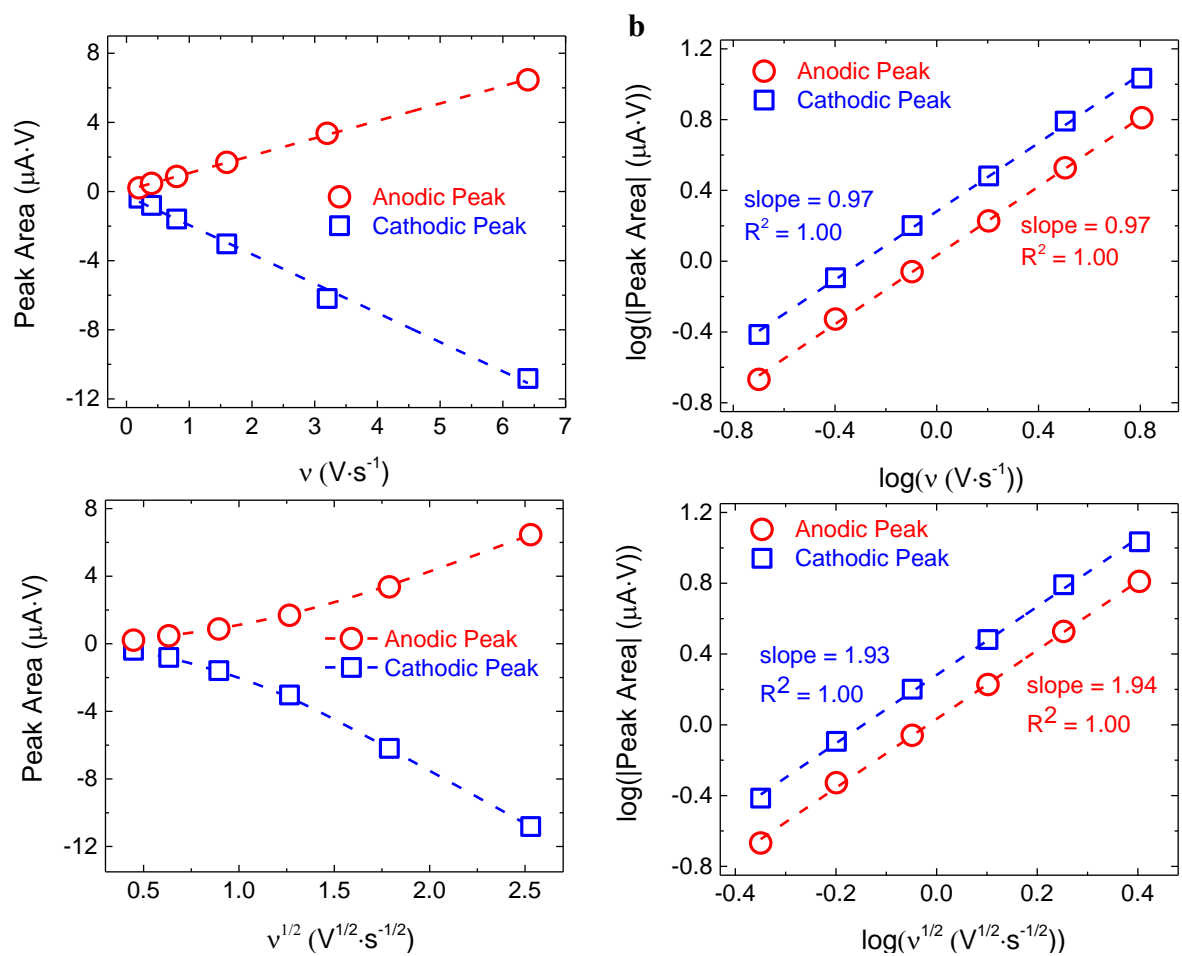 8
4
0
-4
-8
-12
Peak Area (μA·V)
Anodic Peak
Cathodic Peak
0
1
2
3
4
5
6
7
ν (V·s⁻¹)
b
1.2
0.8
0.4
0.0
-0.4
-0.8
log(|Peak Area| (μA·V))
Anodic Peak
Cathodic Peak
slope = 0.97
R² = 1.00
slope = 0.97
R² = 1.00
-0.8
-0.4
0.0
0.4
0.8
log(ν (V·s⁻¹))
8
4
0
-4
-8
-12
Peak Area (μA·V)
Anodic Peak
Cathodic Peak
0.5
1.0
1.5
2.0
2.5
ν¹/² (V¹/²·s⁻¹/²)
1.2
0.8
0.4
0.0
-0.4
-0.8
log(|Peak Area| (μA·V))
Anodic Peak
Cathodic Peak
slope = 1.93
R² = 1.00
slope = 1.94
R² = 1.00
-0.4
-0.2
0.0
0.2
0.4
log(ν¹/² (V¹/²·s⁻¹/²))